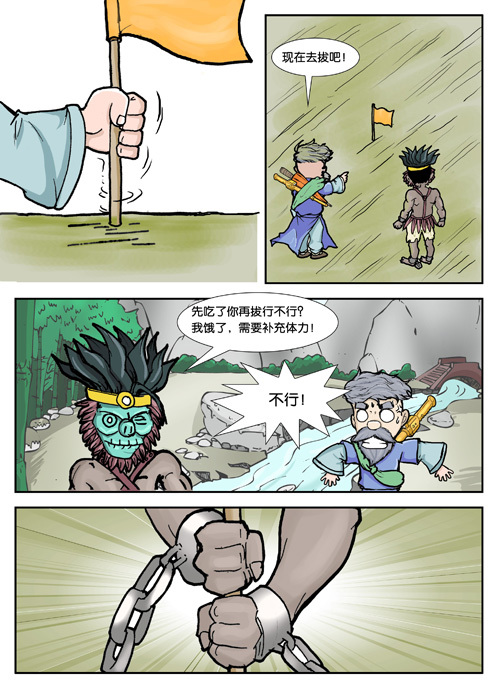 现在去拔吧！
先吃了你再拔行不行？
我饿了，需要补充体力！
不行！